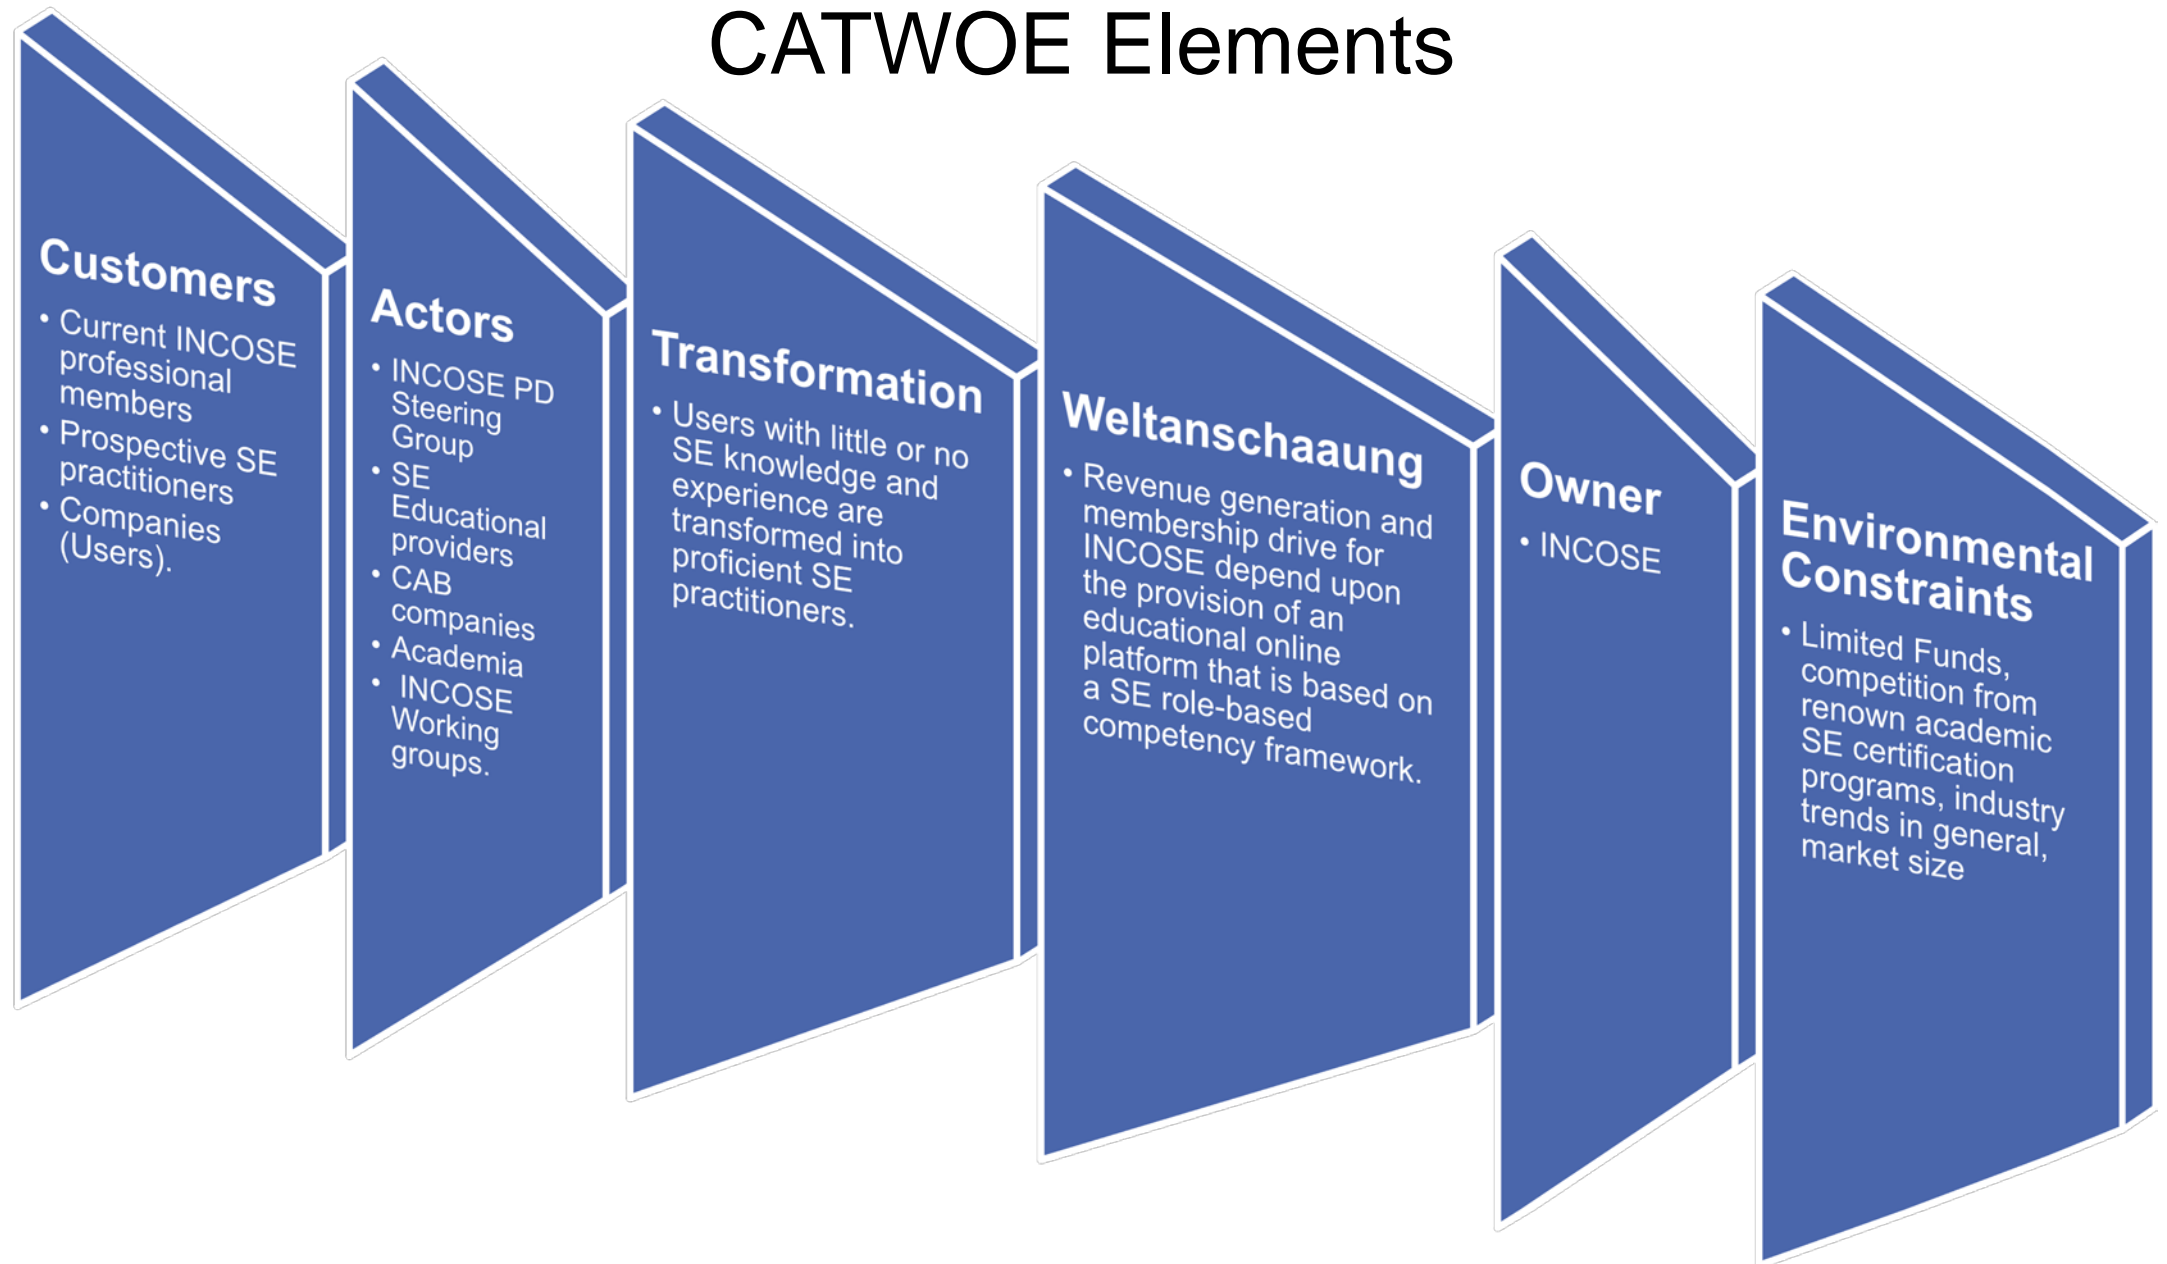 CATWOE Elements
Customers
• Current INCOSE
professional
members
• Prospective SE
practitioners
• Companies
(Users).
Actors
• INCOSE PD
Steering
Group
• SE
Educational
providers
• CAB
companies
• Academia
• INCOSE
Working
groups.
Transformation
• Users with little or no
SE knowledge and
experience are
transformed into
proficient SE
practitioners.
Weltanschaaung
• Revenue generation and
membership drive for
INCOSE depend upon
the provision of an
educational online
platform that is based on
a SE role-based
competency framework.
Owner
• INCOSE
Environmental
Constraints
• Limited Funds,
competition from
renown academic
SE certification
programs, industry
trends in general,
market size